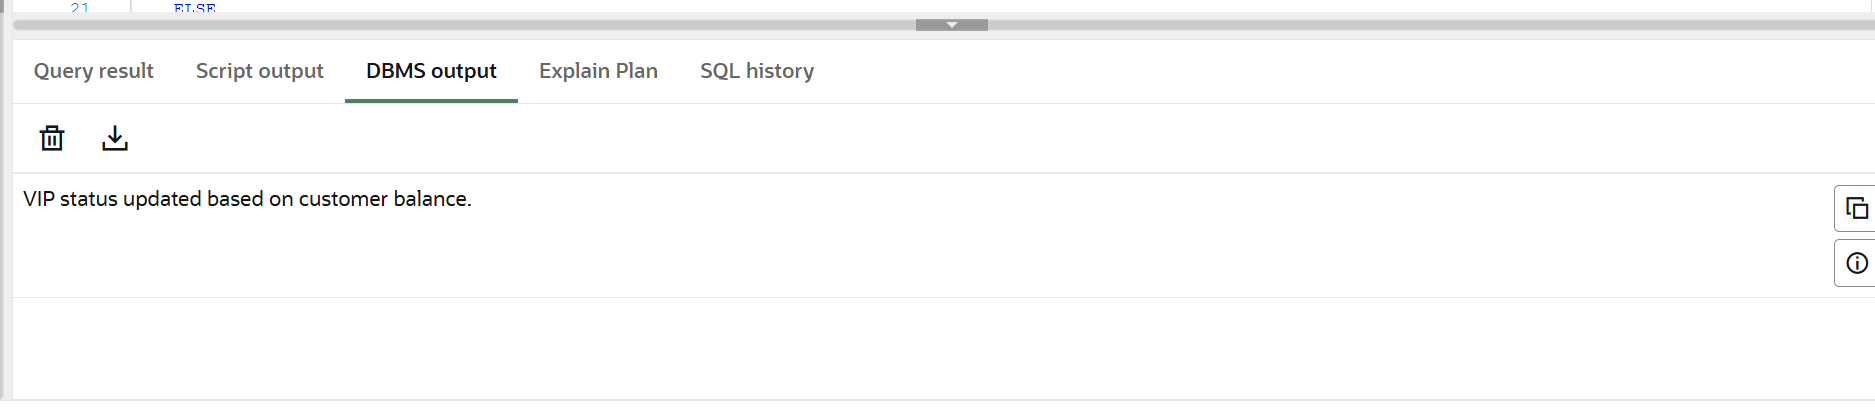 21 ELSE
Query result Script output DBMS output Explain Plan SQL history
VIP status updated based on customer balance.